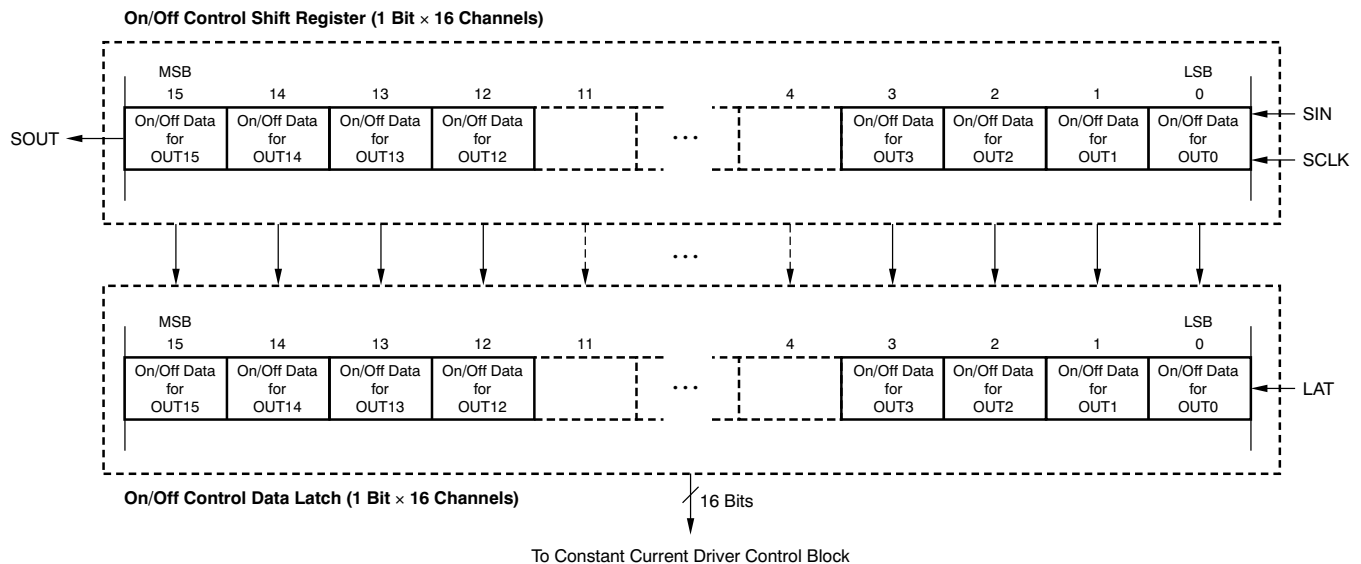 On/Off Control Shift Register (1 Bit × 16 Channels)
MSB LSB
15 14 13 12 11 4 3 2 1 0
On/Off Data for OUT15
On/Off Data for OUT14
On/Off Data for OUT13
On/Off Data for OUT12
...
On/Off Data for OUT3
On/Off Data for OUT2
On/Off Data for OUT1
On/Off Data for OUT0
SIN
SOUT
SCLK
...
MSB LSB
15 14 13 12 11 4 3 2 1 0
On/Off Data for OUT15
On/Off Data for OUT14
On/Off Data for OUT13
On/Off Data for OUT12
...
On/Off Data for OUT3
On/Off Data for OUT2
On/Off Data for OUT1
On/Off Data for OUT0
LAT
On/Off Control Data Latch (1 Bit × 16 Channels)
16 Bits
To Constant Current Driver Control Block